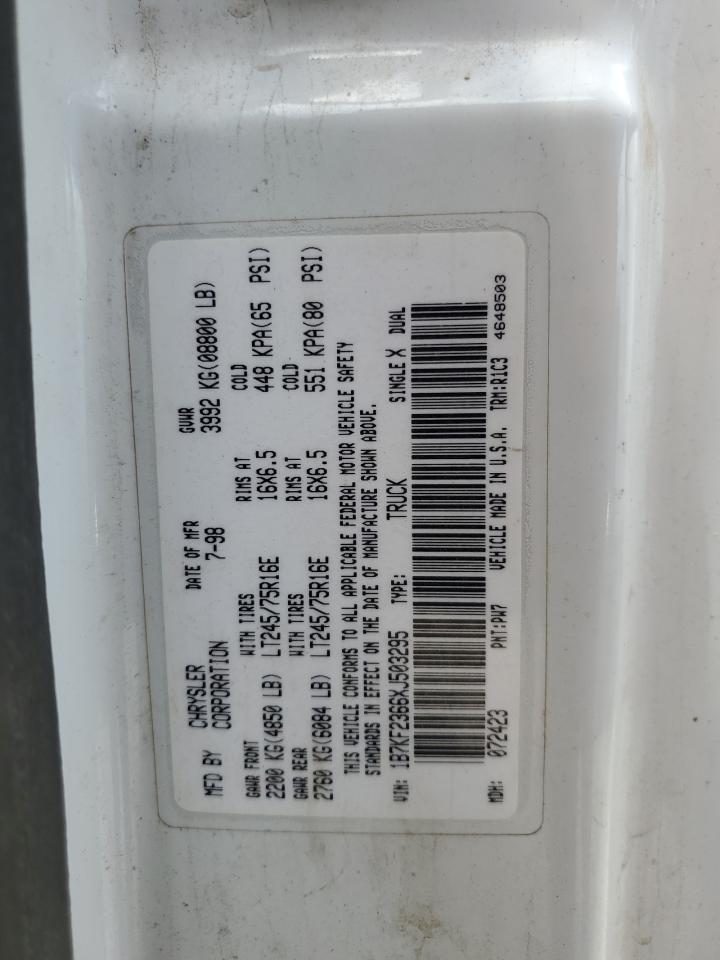 MFD BY CHRYSLER CORPORATION DATE OF MFR 7-98 GVWR 3992 KG(08800 LB)
GAWR FRONT WITH TIRES RIMS AT COLD
2200 KG(4850 LB) LT245/75R16E 16X6.5 448 KPA(65 PSI)
GAWR REAR WITH TIRES RIMS AT COLD
2760 KG(6084 LB) LT245/75R16E 16X6.5 551 KPA(80 PSI)
THIS VEHICLE CONFORMS TO ALL APPLICABLE FEDERAL MOTOR VEHICLE SAFETY
STANDARDS IN EFFECT ON THE DATE OF MANUFACTURE SHOWN ABOVE.
VIN: 1B7KF2366XJ503295 TYPE: TRUCK SINGLE X DUAL
MDH: 072423 PNT:PW7 VEHICLE MADE IN U.S.A. TRM:R1C3 4648503